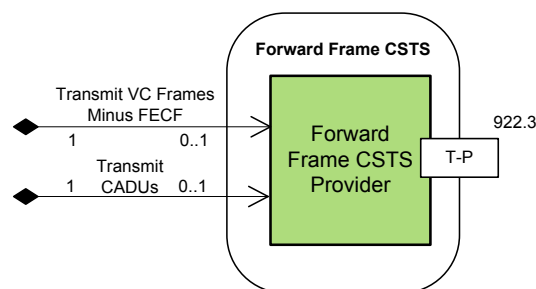 Forward Frame CSTS
Transmit VC Frames
Minus FECF
1 0..1
Transmit
1 CADUs 0..1
Forward
Frame CSTS
Provider
T-P
922.3